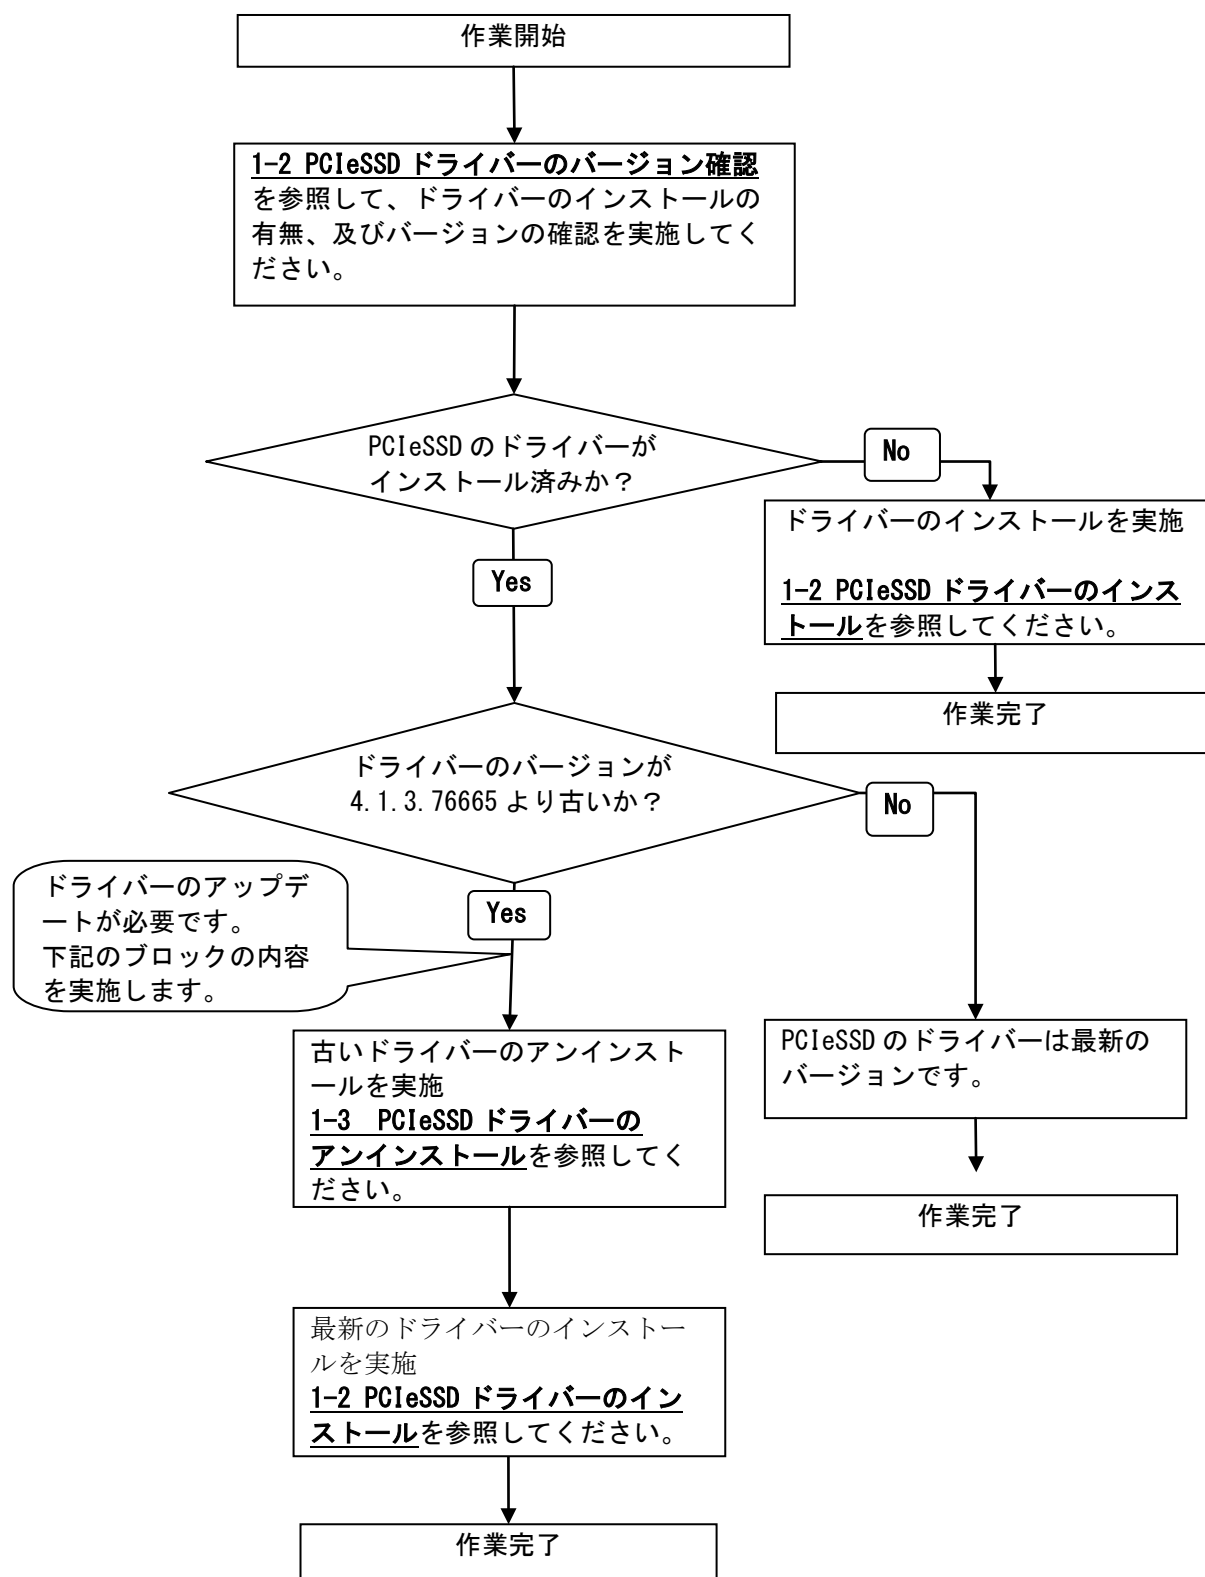 作業開始
1-2 PCIeSSD ドライバーのバージョン確認
を参照して、ドライバーのインストールの
有無、及びバージョンの確認を実施してく
ださい。
PCIeSSD のドライバーが
インストール済みか？
No
ドライバーのインストールを実施
1-2 PCIeSSD ドライバーのインス
トールを参照してください。
作業完了
Yes
ドライバーのバージョンが
4.1.3.76665 より古いか？
No
ドライバーのアップデ
ートが必要です。
下記のブロックの内容
を実施します。
Yes
古いドライバーのアンインスト
ールを実施
1-3　PCIeSSD ドライバーの
アンインストールを参照してく
ださい。
PCIeSSD のドライバーは最新の
バージョンです。
作業完了
最新のドライバーのインストー
ルを実施
1-2 PCIeSSD ドライバーのイン
ストールを参照してください。
作業完了